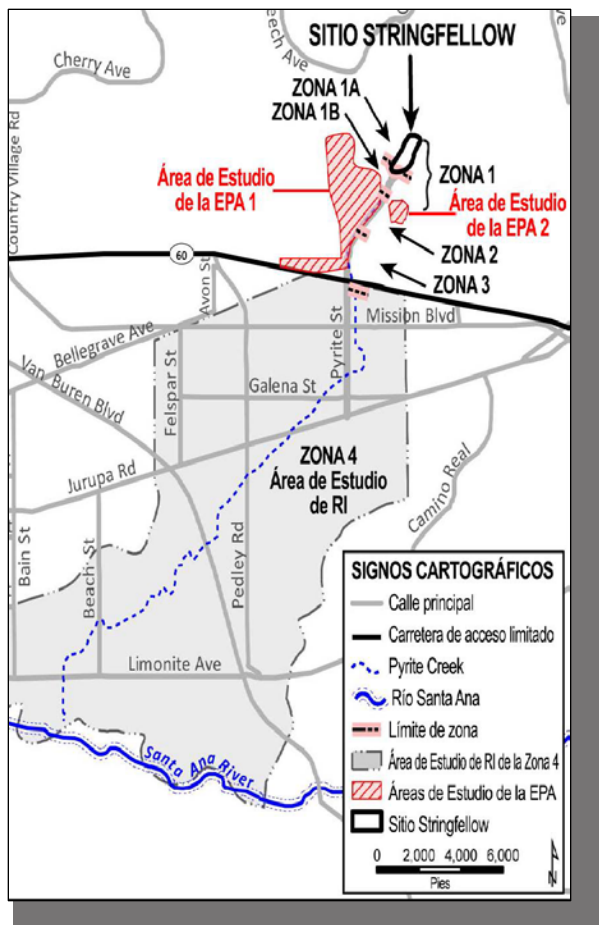 SITIO STRINGFELLOW
Cherry Ave
eech Ave
Country Village Rd
ZONA 1A
ZONA 1B
ZONA 1
Área de Estudio
de la EPA 1
Área de Estudio
de la EPA 2
ZONA 2
ZONA 3
60
Avon St
Mission Blvd
Bellegrave Ave
Van Buren Blvd
Felspar St
Pyrite St
Galena St
ZONA 4
Área de Estudio
de RI
Jurupa Rd
Camino Real
Bain St
Beach St
Pedley Rd
Limonite Ave
Santa Ana River
SIGNOS CARTOGRÁFICOS
Calle principal
Carretera de acceso limitado
Pyrite Creek
Río Santa Ana
Límite de zona
Área de Estudio de RI de la Zona 4
Áreas de Estudio de la EPA
Sitio Stringfellow
0 2,000 4,000 6,000
Pies
N